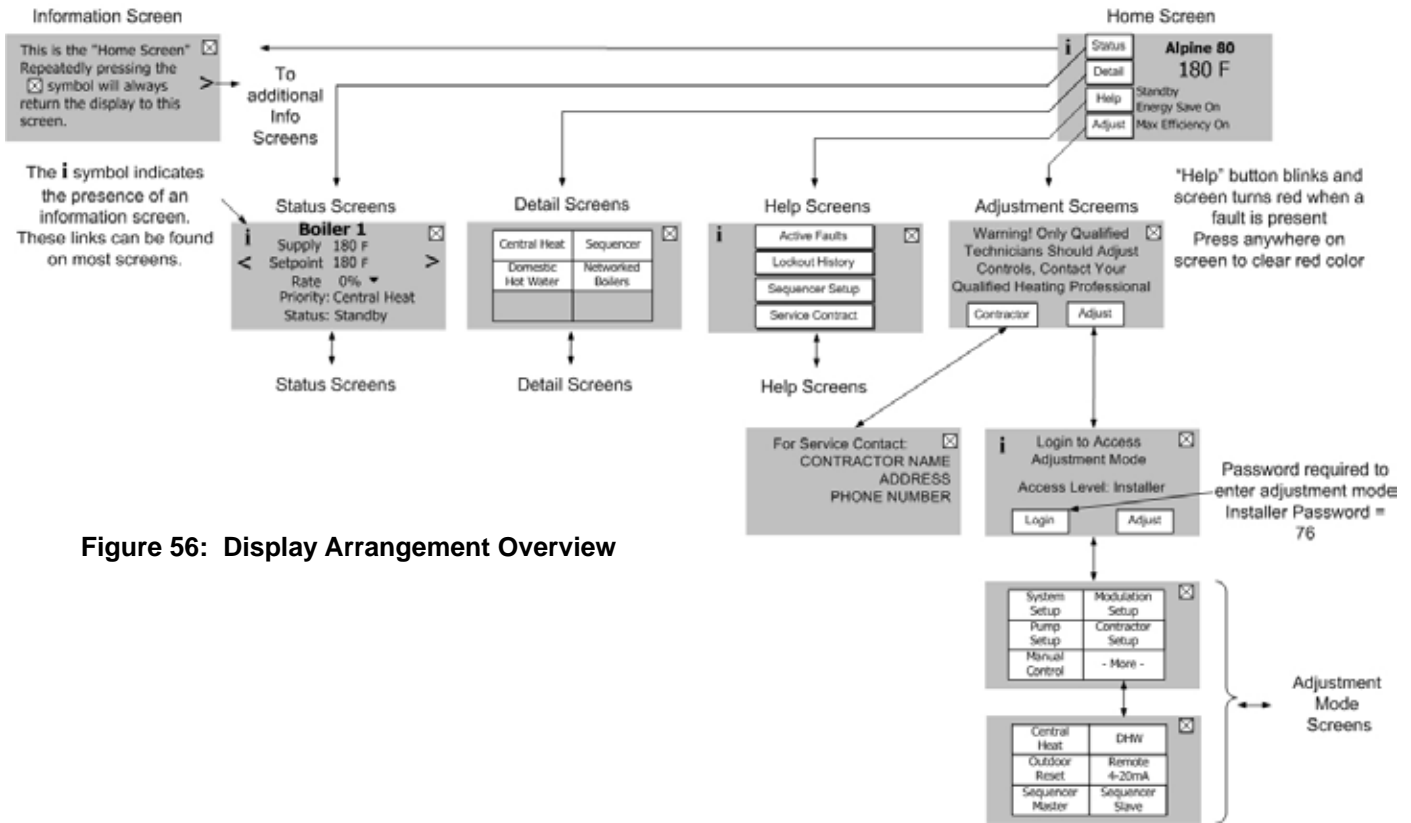 Information Screen
This is the "Home Screen" ☒
Repeatedly pressing the
☒ symbol will always
return the display to this
screen.
>
To
additional
Info
Screens
Home Screen
i
Status
Detail
Help
Adjust
Alpine 80
180 F
Standby
Energy Save On
Max Efficiency On
The i symbol indicates
the presence of an
information screen.
These links can be found
on most screens.
"Help" button blinks and
screen turns red when a
fault is present
Press anywhere on
screen to clear red color
Status Screens
i Boiler 1 ☒
Supply 180 F
< Setpoint 180 F >
Rate 0% ▼
Priority: Central Heat
Status: Standby
Status Screens
Detail Screens
Central Heat Sequencer
Domestic Hot Water
Networked Boilers
Detail Screens
Help Screens
i Active Faults ☒
Lockout History
Sequencer Setup
Service Contract
Help Screens
Adjustment Screems
Warning! Only Qualified ☒
Technicians Should Adjust
Controls, Contact Your
Qualified Heating Professional
Contractor Adjust
For Service Contact: ☒
CONTRACTOR NAME
ADDRESS
PHONE NUMBER
i Login to Access ☒
Adjustment Mode
Access Level: Installer
Login Adjust
Password required to
enter adjustment mode
Installer Password =
76
Figure 56: Display Arrangement Overview
System Setup
Modulation Setup
☒
Pump Setup
Contractor Setup
Manual Control
- More -
Adjustment
Mode
Screens
Central Heat
DHW
☒
Outdoor Reset
Remote 4-20mA
Sequencer Master
Sequencer Slave